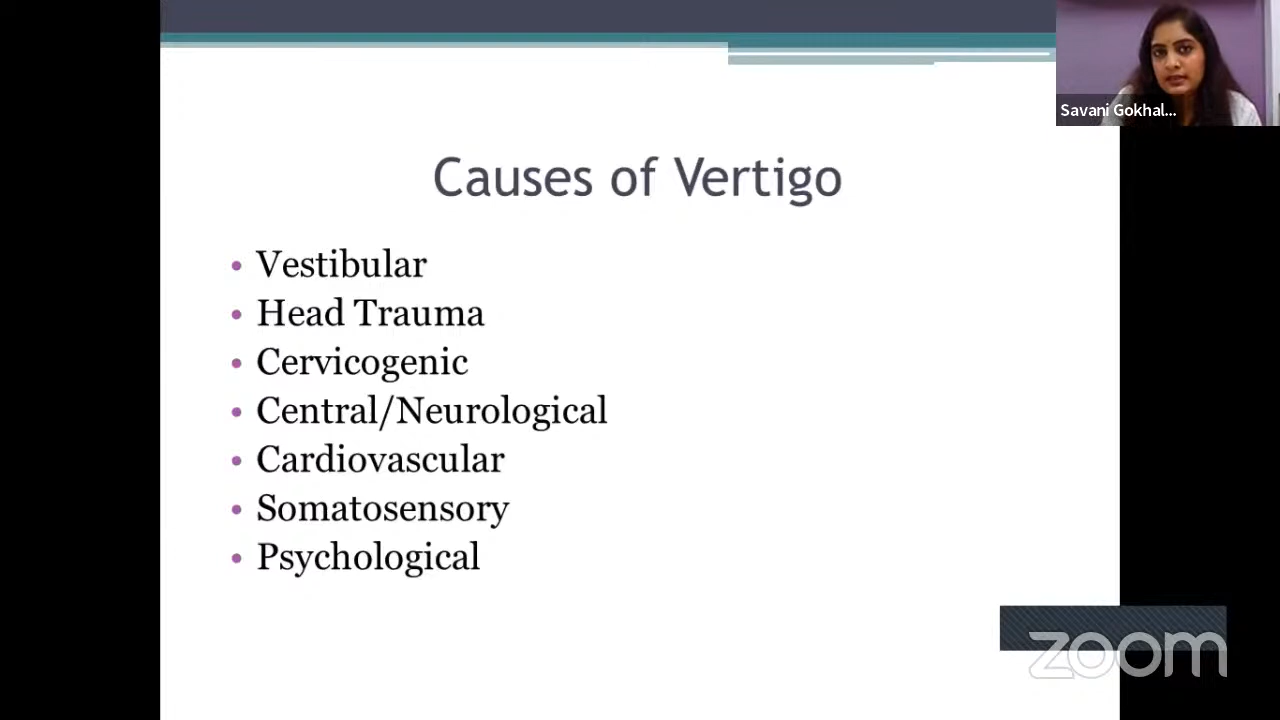 Savani Gokhal...
Causes of Vertigo
• Vestibular
• Head Trauma
• Cervicogenic
• Central/Neurological
• Cardiovascular
• Somatosensory
• Psychological
zoom